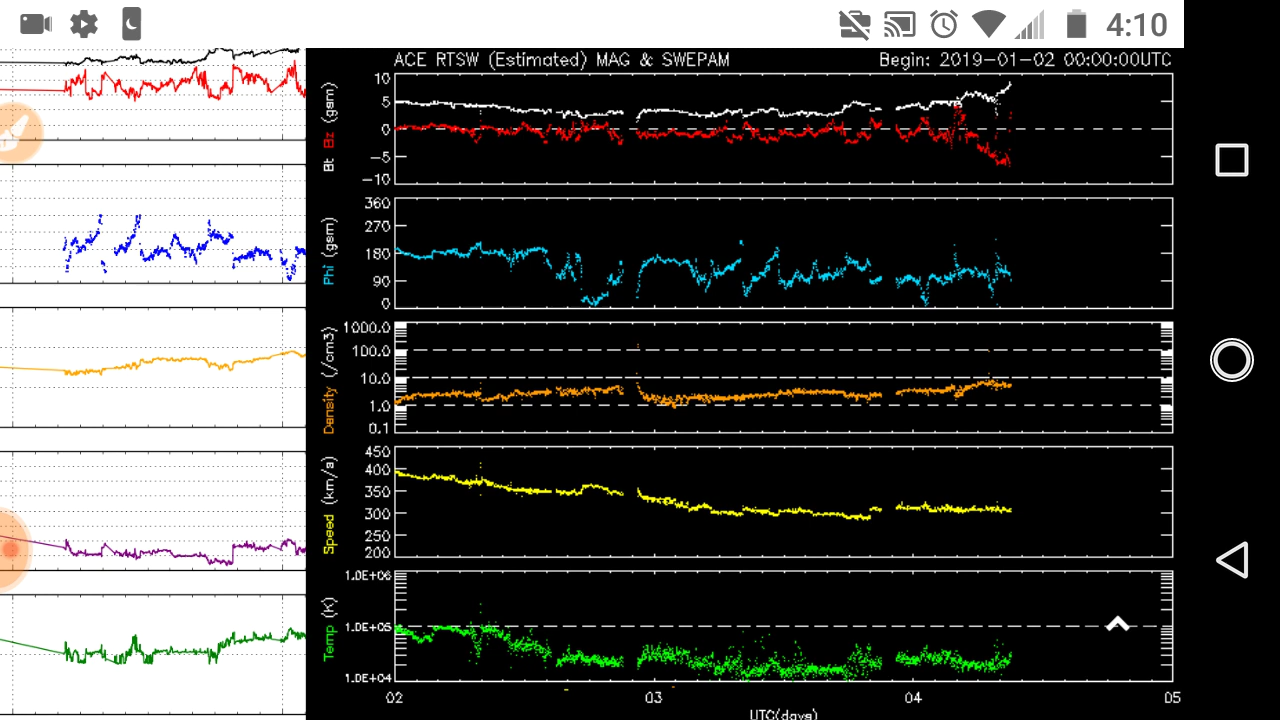 4:10
ACE RTSW (Estimated) MAG & SWEPAM
Begin: 2019-01-02 00:00:00UTC
Bt Bz (gsm)
10
5
0
-5
-10
Phi (gsm)
360
270
180
90
0
Density (/cm3)
1000.0
100.0
10.0
1.0
0.1
Speed (km/s)
450
400
350
300
250
200
Temp (K)
1.0E+06
1.0E+05
1.0E+04
02
03
04
05
UTC(days)